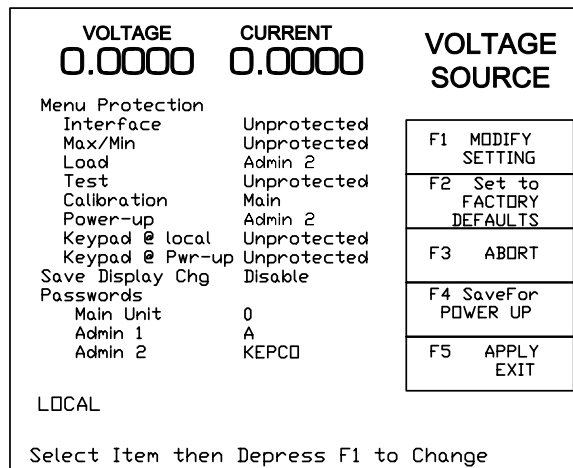 VOLTAGE CURRENT
0.0000 0.0000
VOLTAGE
SOURCE
Menu Protection
Interface Unprotected
Max/Min Unprotected
Load Admin 2
Test Unprotected
Calibration Main
Power-up Admin 2
Keypad @ local Unprotected
Keypad @ Pwr-up Unprotected
Save Display Chg Disable
Passwords
Main Unit 0
Admin 1 A
Admin 2 KEPCO
LOCAL
Select Item then Depress F1 to Change
F1 MODIFY
SETTING
F2 Set to
FACTORY
DEFAULTS
F3 ABORT
F4 SaveFor
POWER UP
F5 APPLY
EXIT